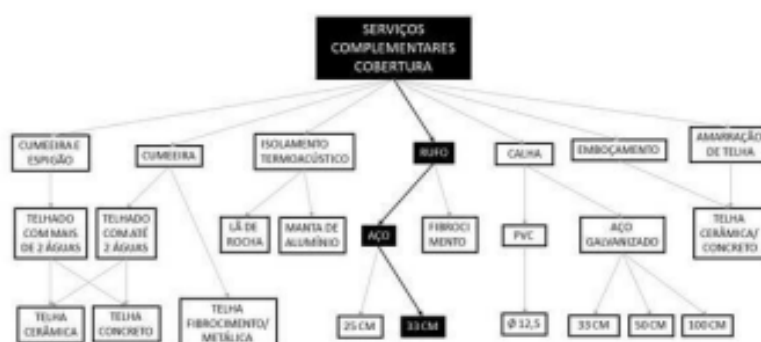 SERVIÇOS
COMPLEMENTARES
COBERTURA
CUMEEIRA E
ESPIGÃO
CUMEEIRA
ISOLAMENTO
TERMOACÚSTICO
RUFO
CALHA
EMBOÇAMENTO
AMARRAÇÃO
DE TELHA
TELHADO
COM MAIS
DE 2 ÁGUAS
TELHADO
COM ATÉ
2 ÁGUAS
LÃ DE
ROCHA
MANTA DE
ALUMÍNIO
AÇO
FIBROCI
MENTO
PVC
AÇO
GALVANIZADO
TELHA
CERÂMICA/
CONCRETO
TELHA
CERÂMICA
TELHA
CONCRETO
TELHA
FIBROCIMENTO/
METÁLICA
25 CM
33 CM
Ø 12,5
33 CM
50 CM
100 CM